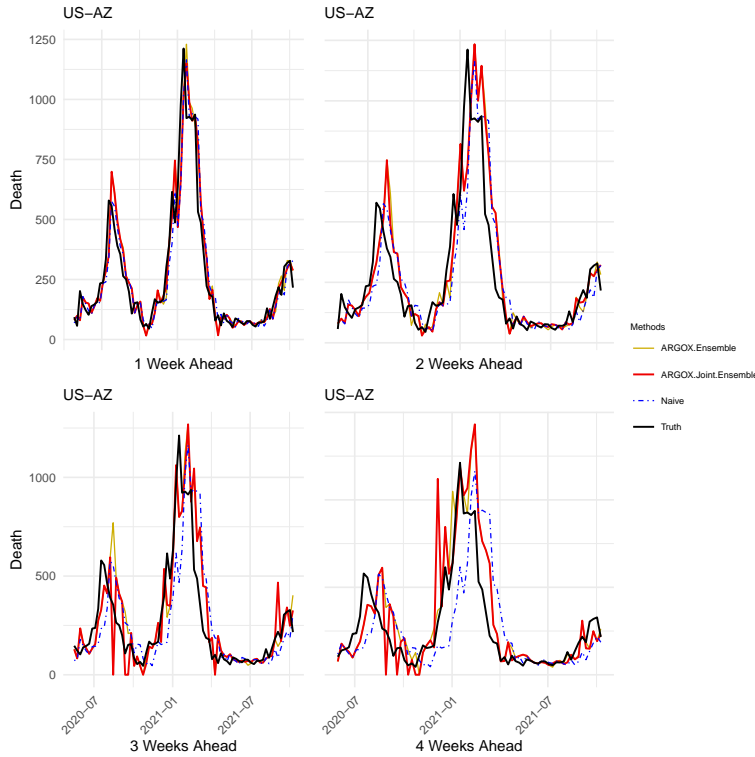 US−AZ
US−AZ
1250
1000
750
500
250
0
Death
1 Week Ahead
2 Weeks Ahead
Methods
ARGOX.Ensemble
ARGOX.Joint.Ensemble
Naive
Truth
US−AZ
US−AZ
1000
500
0
Death
2020−07
2021−01
2021−07
2020−07
2021−01
2021−07
3 Weeks Ahead
4 Weeks Ahead